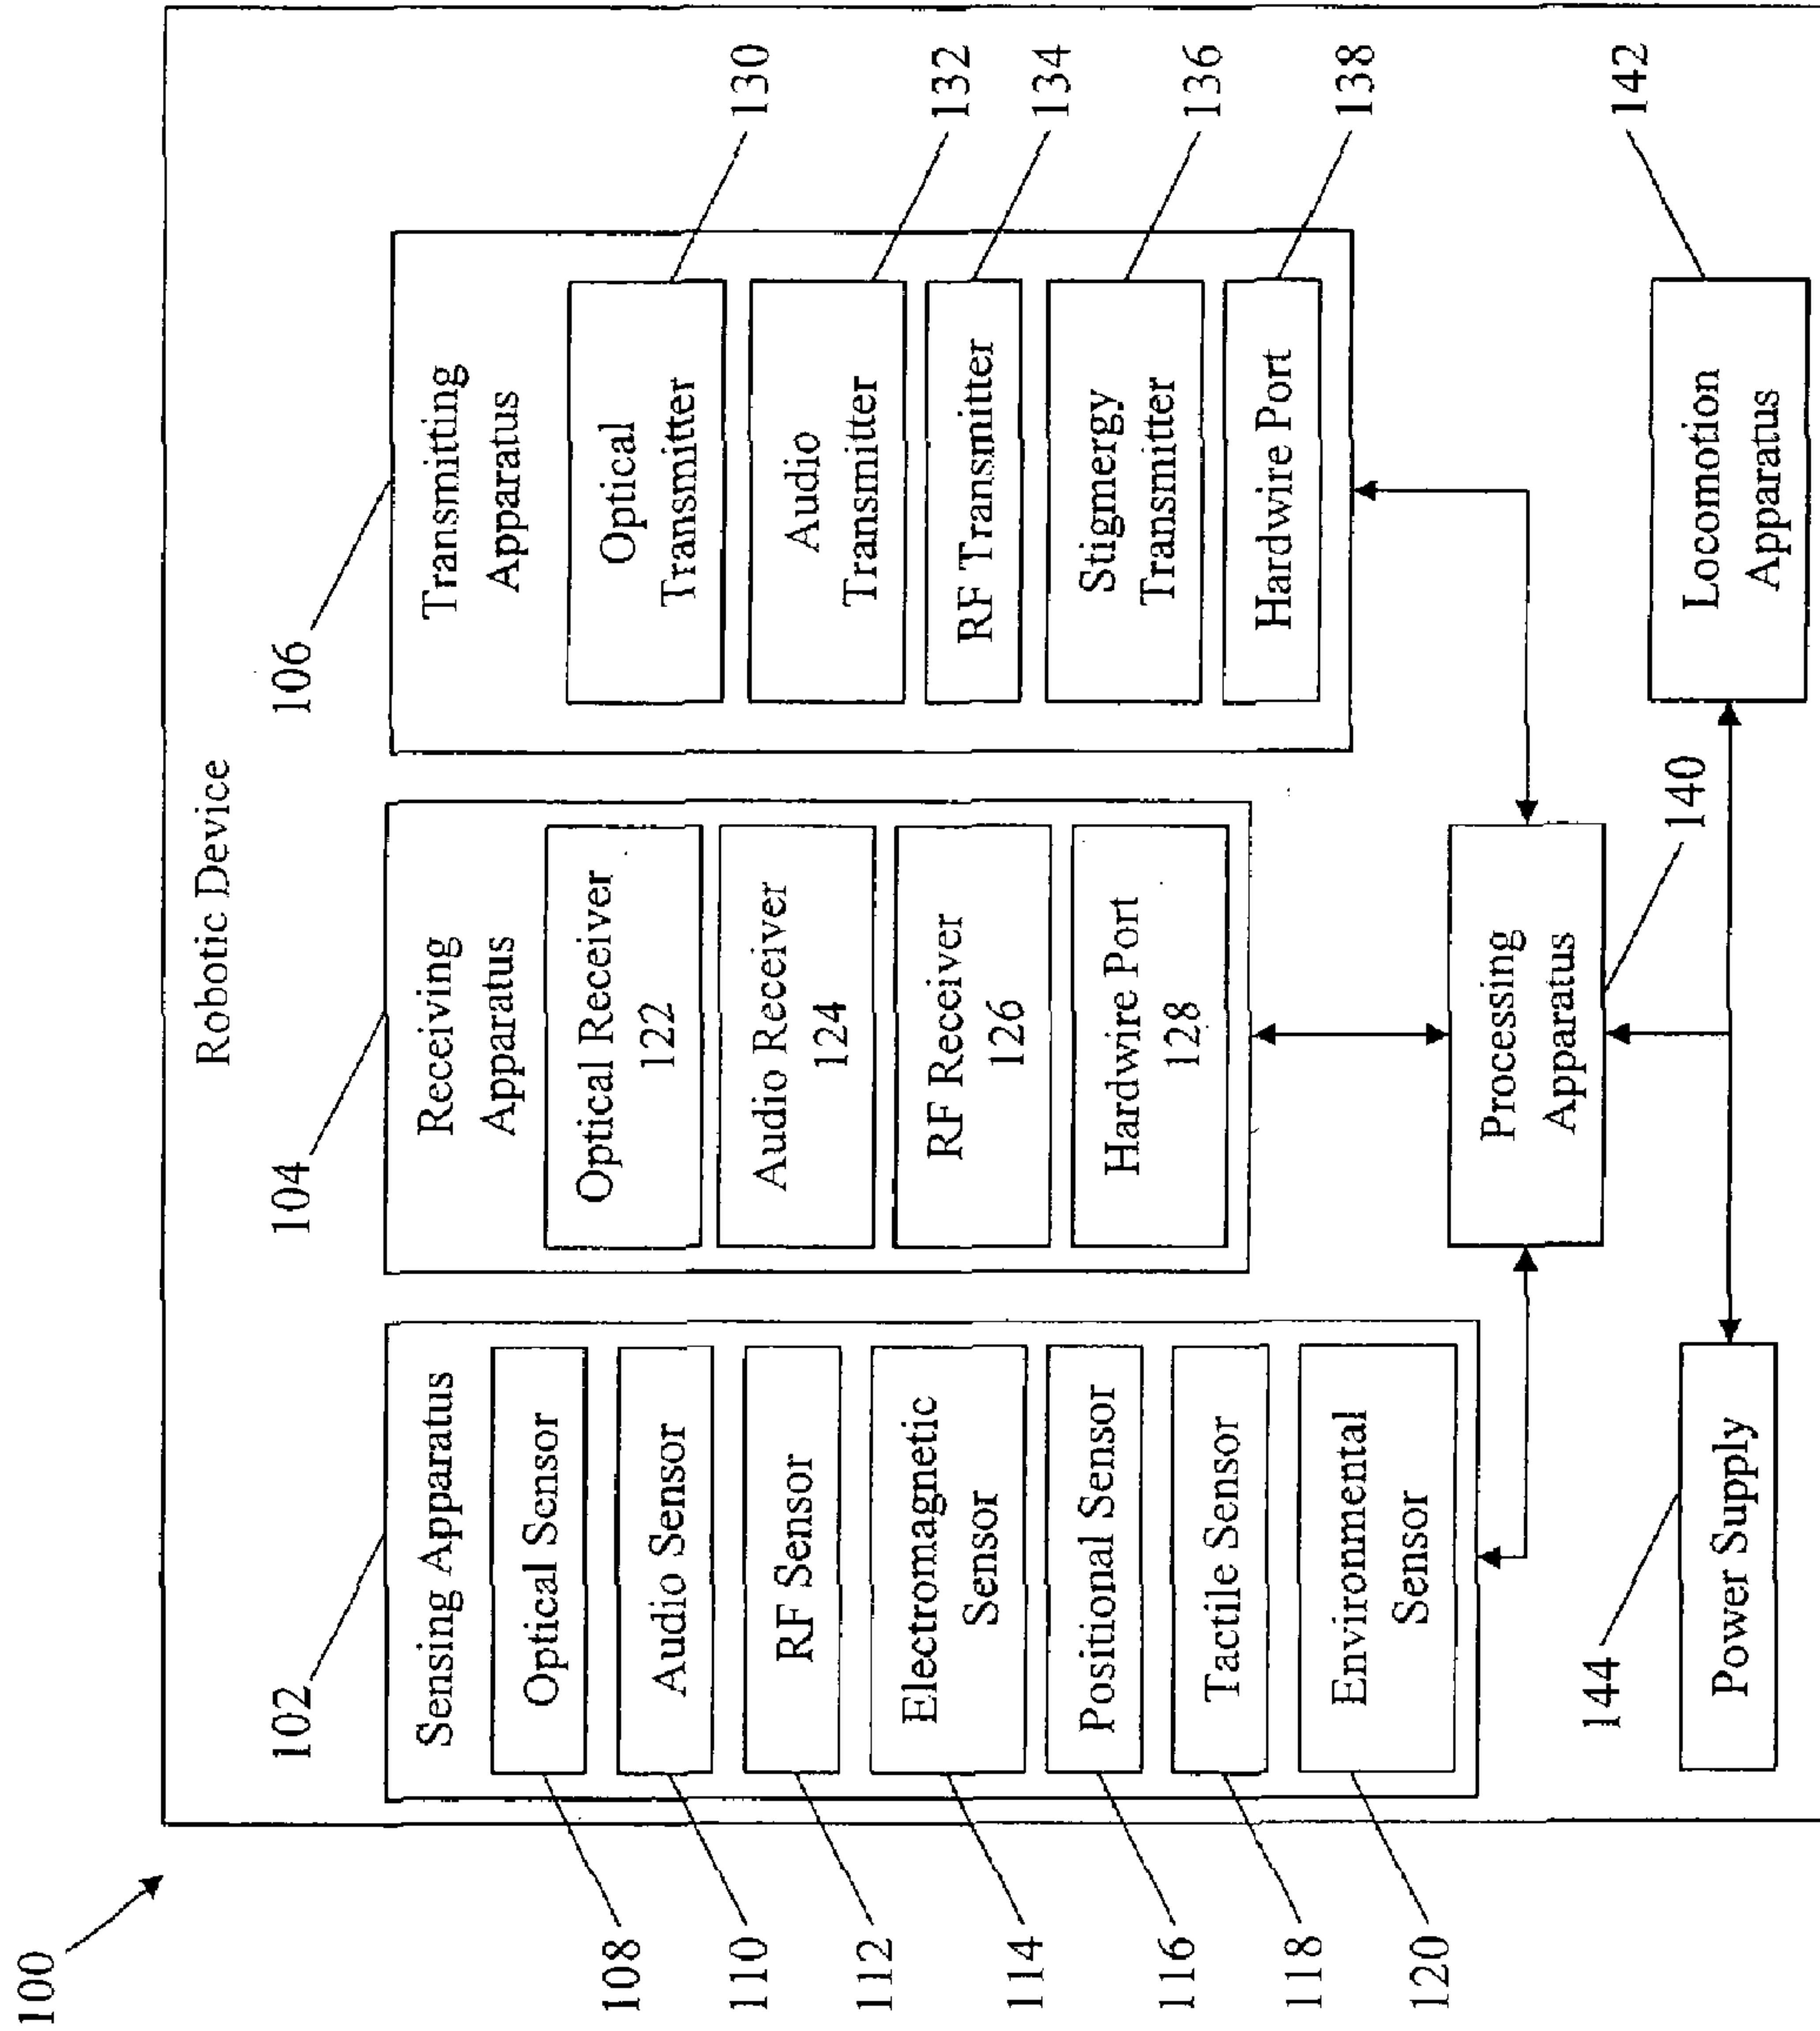 100
Robotic Device
102
Sensing Apparatus
108
Optical Sensor
110
Audio Sensor
112
RF Sensor
114
Electromagnetic
Sensor
116
Positional Sensor
118
Tactile Sensor
120
Environmental
Sensor
104
Receiving
Apparatus
Optical Receiver
122
Audio Receiver
124
RF Receiver
126
Hardwire Port
128
106
Transmitting
Apparatus
Optical
Transmitter
130
Audio
Transmitter
132
RF Transmitter
134
Stigmergy
Transmitter
136
Hardwire Port
138
Processing
Apparatus
140
144
Power Supply
Locomotion
Apparatus
142